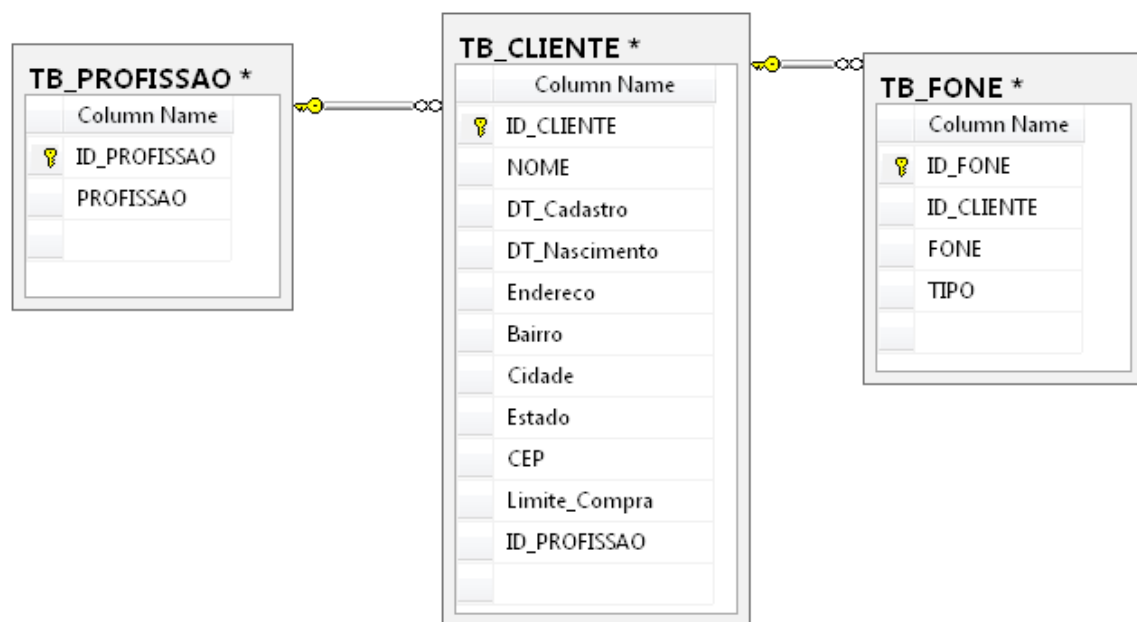 TB_PROFISSAO *
Column Name
ID_PROFISSAO
PROFISSAO
TB_CLIENTE *
Column Name
ID_CLIENTE
NOME
DT_Cadastro
DT_Nascimento
Endereco
Bairro
Cidade
Estado
CEP
Limite_Compra
ID_PROFISSAO
TB_FONE *
Column Name
ID_FONE
ID_CLIENTE
FONE
TIPO